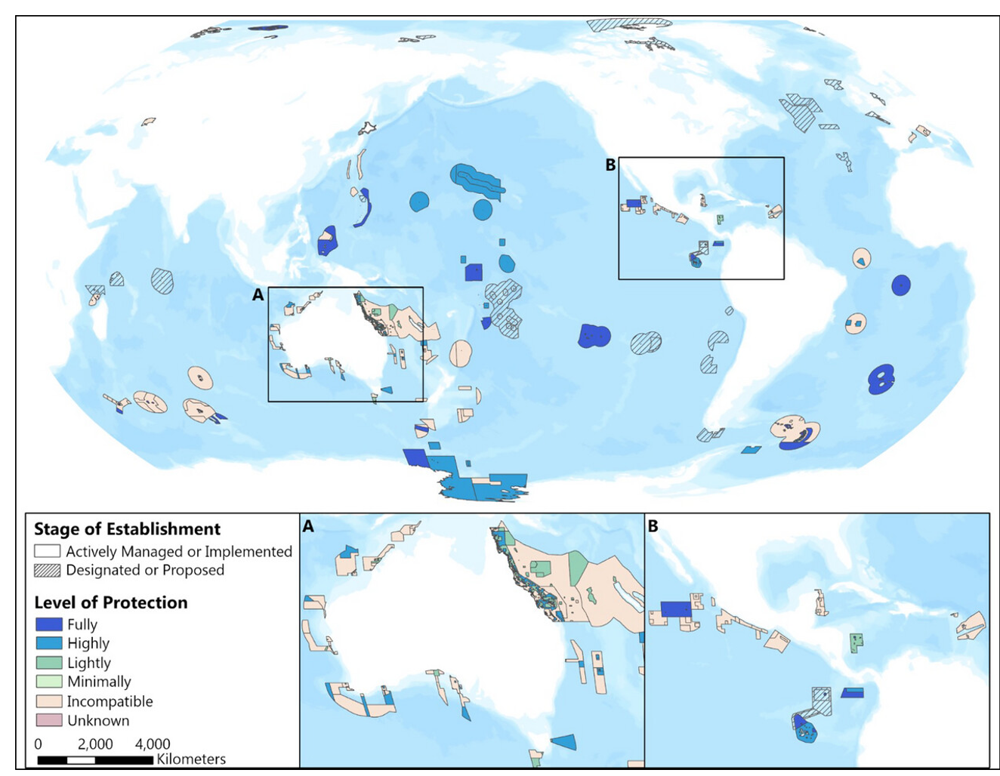 B
A
Stage of Establishment
Actively Managed or Implemented
Designated or Proposed
Level of Protection
Fully
Highly
Lightly
Minimally
Incompatible
Unknown
0 2,000 4,000
Kilometers
A
B